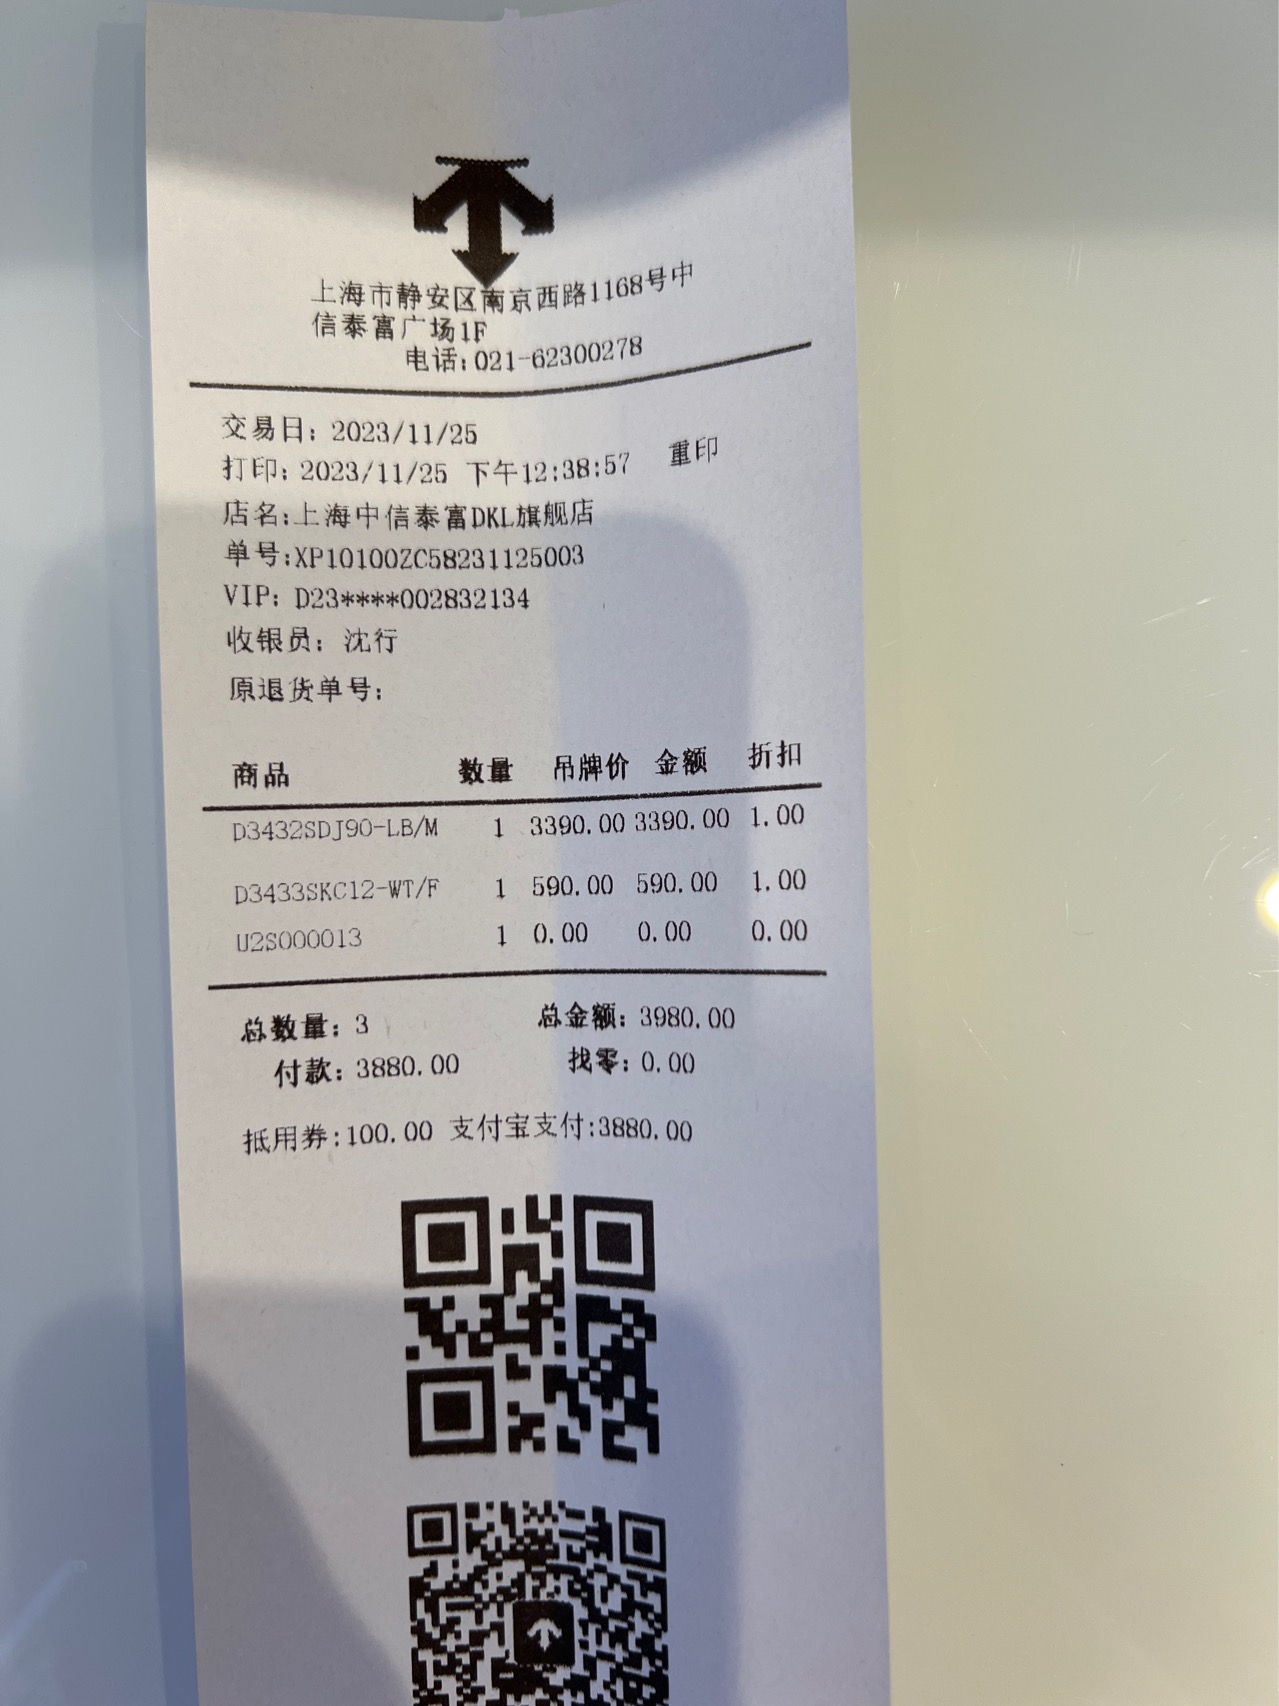 上海市静安区南京西路1168号中
信泰富广场1F
电话:021-62300278
交易日: 2023/11/25
打印: 2023/11/25 下午12:38:57 重印
店名:上海中信泰富DKL旗舰店
单号:XP10100ZC58231125003
VIP: D23****002832134
收银员: 沈行
原退货单号:
商品 数量 吊牌价 金额 折扣
D3432SDJ90-LB/M 1 3390.00 3390.00 1.00
D3433SKC12-WT/F 1 590.00 590.00 1.00
U2S000013 1 0.00 0.00 0.00
总数量: 3 总金额: 3980.00
付款: 3880.00 找零: 0.00
抵用券:100.00 支付宝支付:3880.00